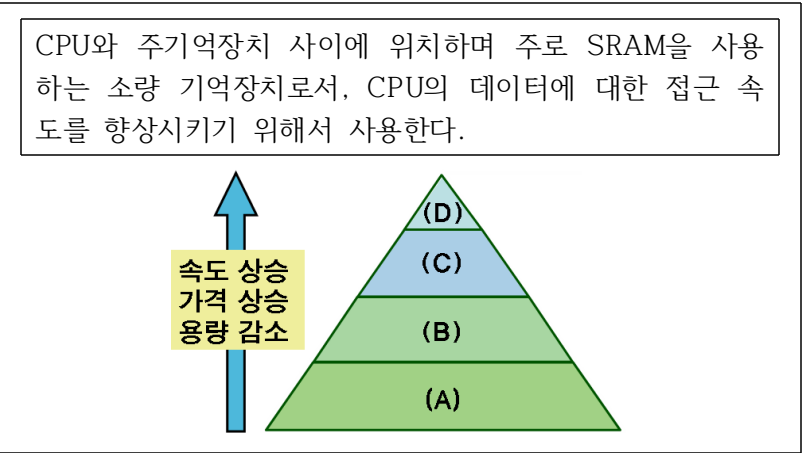 CPU와 주기억장치 사이에 위치하며 주로 SRAM을 사용
하는 소량 기억장치로서, CPU의 데이터에 대한 접근 속
도를 향상시키기 위해서 사용한다.
(D)
(C)
속도 상승
가격 상승
용량 감소
(B)
(A)